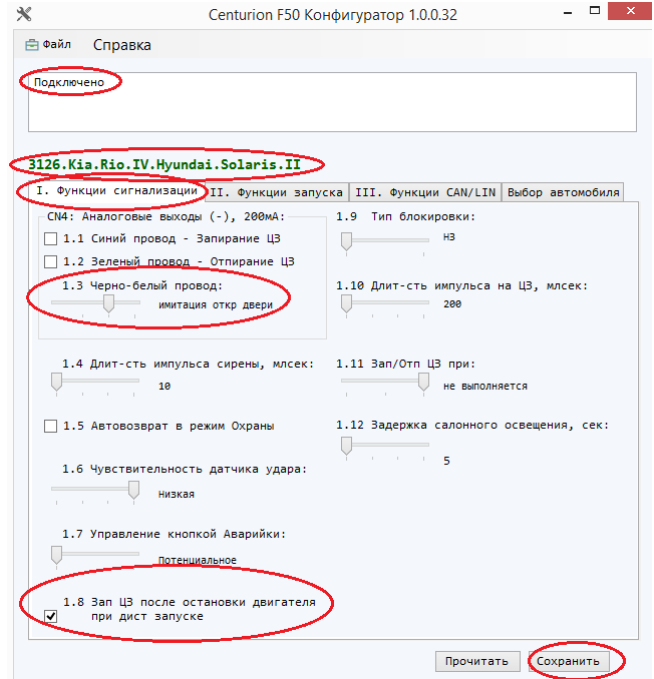 Centurion F50 Конфигуратор 1.0.0.32
Файл Справка
Подключено
3126.Kia.Rio.IV.Hyundai.Solaris.II
I. Функции сигнализации II. Функции запуска III. Функции CAN/LIN Выбор автомобиля
CN4: Аналоговые выходы (-), 200мА:
1.1 Синий провод - Запирание ЦЗ
1.2 Зеленый провод - Отпирание ЦЗ
1.3 Черно-белый провод:
имитация откр двери
1.4 Длит-сть импульса сирены, млсек:
10
1.5 Автовозврат в режим Охраны
1.6 Чувствительность датчика удара:
Низкая
1.7 Управление кнопкой Аварийки:
Потенциальное
1.8 Зап ЦЗ после остановки двигателя
при дист запуске
1.9 Тип блокировки:
НЗ
1.10 Длит-сть импульса на ЦЗ, млсек:
200
1.11 Зап/Отп ЦЗ при:
не выполняется
1.12 Задержка салонного освещения, сек:
5
Прочитать Сохранить